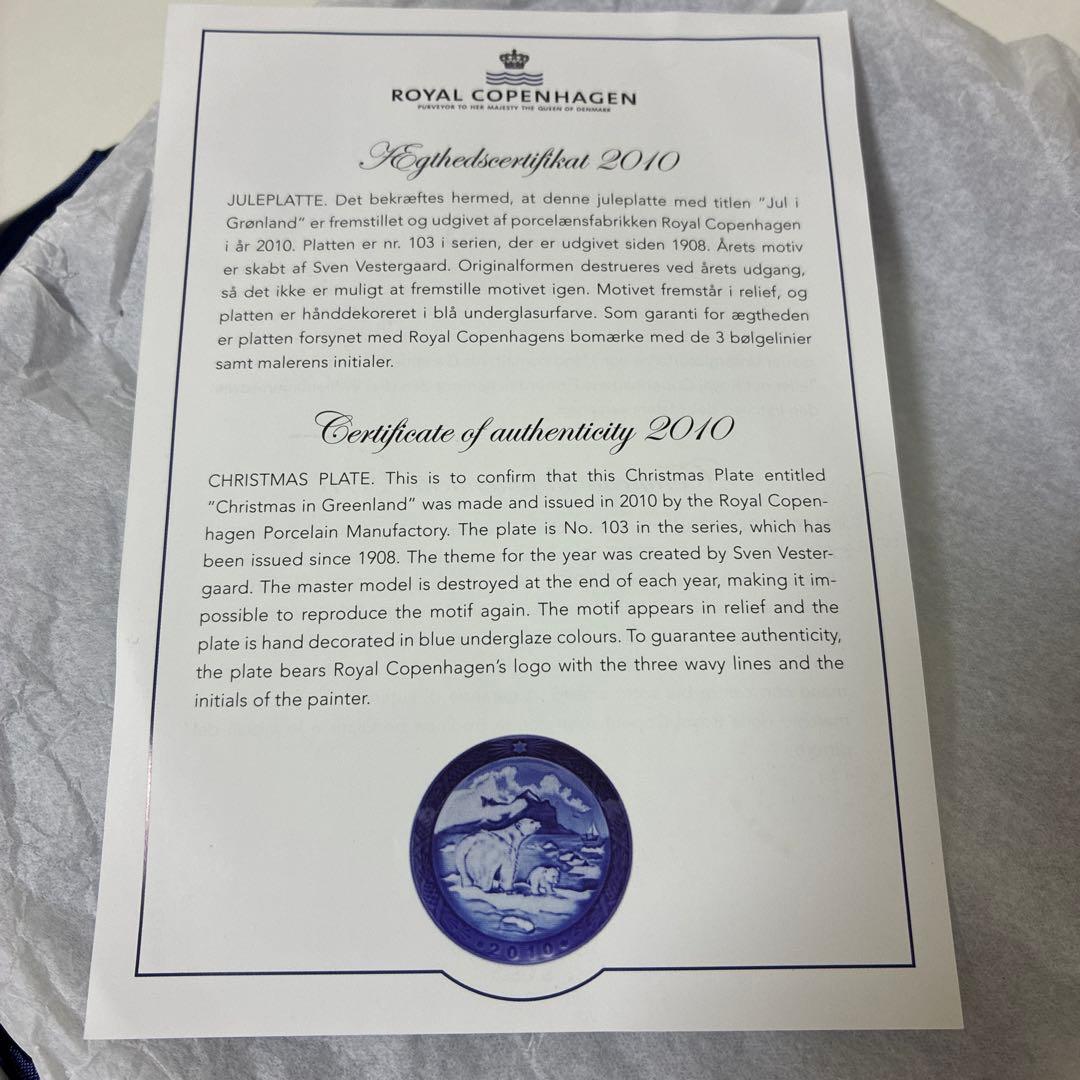 ROYAL COPENHAGEN
PURVEYOR TO HER MAJESTY THE QUEEN OF DENMARK
Ægthedscertifikat 2010
JULEPLATTE. Det bekræftes hermed, at denne juleplatte med titlen ”Jul i
Grønland” er fremstillet og udgivet af porcelænsfabrikken Royal Copenhagen
i år 2010. Platten er nr. 103 i serien, der er udgivet siden 1908. Årets motiv
er skabt af Sven Vestergaard. Originalformen destrueres ved årets udgang,
så det ikke er muligt at fremstille motivet igen. Motivet fremstår i relief, og
platten er hånddekoreret i blå underglasurfarve. Som garanti for ægtheden
er platten forsynet med Royal Copenhagens bomærke med de 3 bølgelinier
samt malerens initialer.
Certificate of authenticity 2010
CHRISTMAS PLATE. This is to confirm that this Christmas Plate entitled
”Christmas in Greenland” was made and issued in 2010 by the Royal Copen-
hagen Porcelain Manufactory. The plate is No. 103 in the series, which has
been issued since 1908. The theme for the year was created by Sven Vester-
gaard. The master model is destroyed at the end of each year, making it im-
possible to reproduce the motif again. The motif appears in relief and the
plate is hand decorated in blue underglaze colours. To guarantee authenticity,
the plate bears Royal Copenhagen’s logo with the three wavy lines and the
initials of the painter.
2010